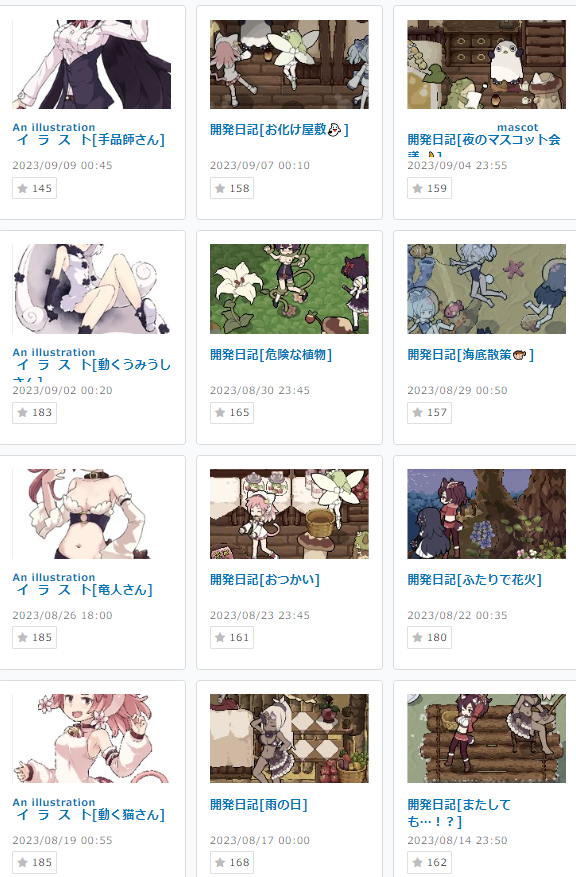 An illustration
イラスト[手品師さん]
2023/09/09 00:45
★ 145
開発日記[お化け屋敷👻]
2023/09/07 00:10
★ 158
mascot
開発日記[夜のマスコット会
2023/09/04 23:55
★ 159
An illustration
イラスト[動くうみうし
さん]
2023/09/02 00:20
★ 183
開発日記[危険な植物]
2023/08/30 23:45
★ 165
開発日記[海底散策🐡]
2023/08/29 00:50
★ 157
An illustration
イラスト[竜人さん]
2023/08/26 18:00
★ 185
開発日記[おつかい]
2023/08/23 23:45
★ 161
開発日記[ふたりで花火]
2023/08/22 00:35
★ 180
An illustration
イラスト[動く猫さん]
2023/08/19 00:55
★ 185
開発日記[雨の日]
2023/08/17 00:00
★ 168
開発日記[またして
も…！？]
2023/08/14 23:50
★ 162